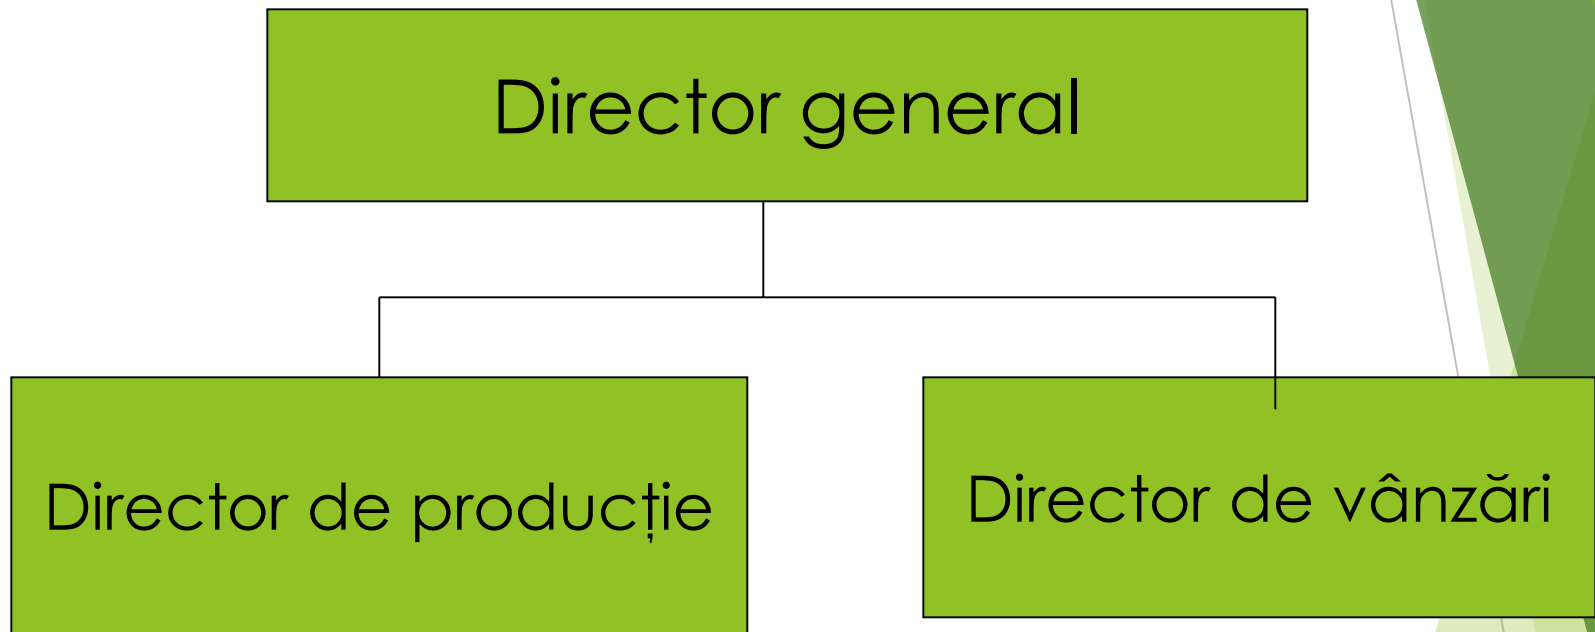 Director general
Director de producție
Director de vânzări